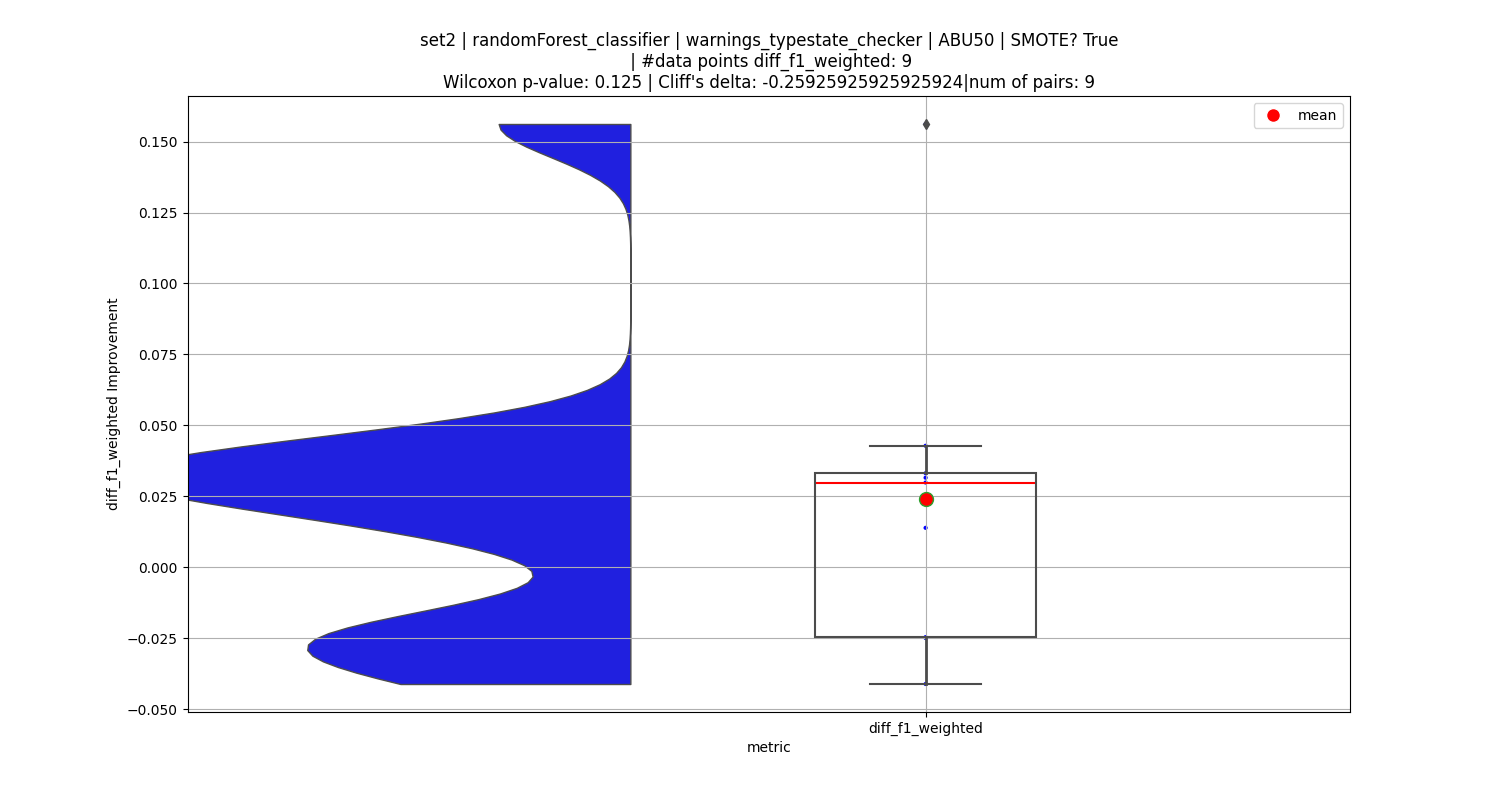 set2 | randomForest_classifier | warnings_typestate_checker | ABU50 | SMOTE? True
| #data points diff_f1_weighted: 9
Wilcoxon p-value: 0.125 | Cliff's delta: -0.25925925925925924|num of pairs: 9
mean
0.150
0.125
0.100
0.075
0.050
0.025
0.000
−0.025
−0.050
diff_f1_weighted Improvement
diff_f1_weighted
metric